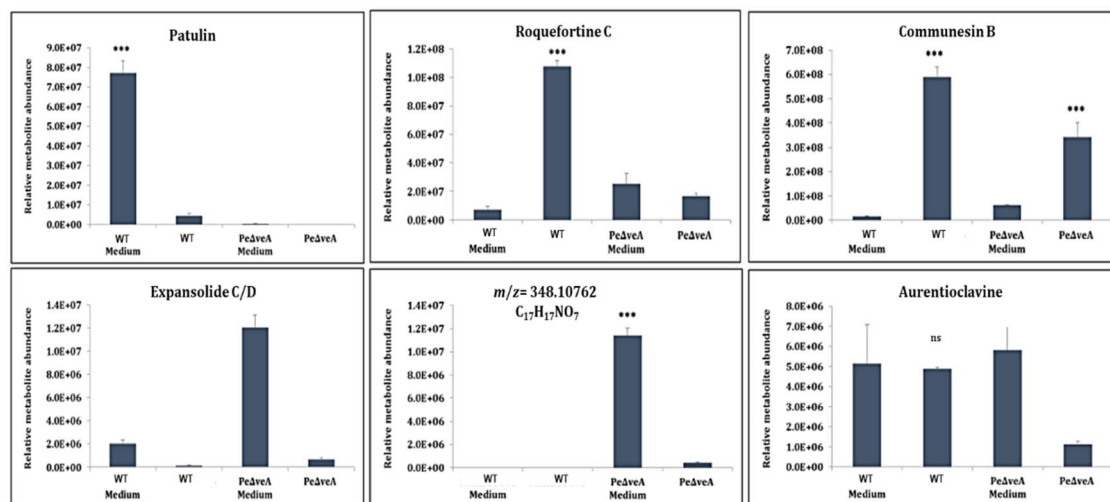 Patulin
Relative metabolite abundance
9.0E+07
8.0E+07
7.0E+07
6.0E+07
5.0E+07
4.0E+07
3.0E+07
2.0E+07
1.0E+07
0.0E+00
***
WT
Medium
WT
PeΔveA
Medium
PeΔveA
Roquefortine C
Relative metabolite abundance
1.2E+08
1.0E+08
8.0E+07
6.0E+07
4.0E+07
2.0E+07
0.0E+00
***
WT
Medium
WT
PeΔveA
Medium
PeΔveA
Communesin B
Relative metabolite abundance
7.0E+08
6.0E+08
5.0E+08
4.0E+08
3.0E+08
2.0E+08
1.0E+08
0.0E+00
***
***
WT
Medium
WT
PeΔveA
Medium
PeΔveA
Expansolide C/D
Relative metabolite abundance
1.4E+07
1.2E+07
1.0E+07
8.0E+06
6.0E+06
4.0E+06
2.0E+06
0.0E+00
WT
Medium
WT
PeΔveA
Medium
PeΔveA
m/z= 348.10762
C₁₇H₁₇NO₇
Relative metabolite abundance
1.4E+07
1.2E+07
1.0E+07
8.0E+06
6.0E+06
4.0E+06
2.0E+06
0.0E+00
***
WT
Medium
WT
PeΔveA
Medium
PeΔveA
Aurentioclavine
Relative metabolite abundance
8.0E+06
7.0E+06
6.0E+06
5.0E+06
4.0E+06
3.0E+06
2.0E+06
1.0E+06
0.0E+00
ns
WT
Medium
WT
PeΔveA
Medium
PeΔveA